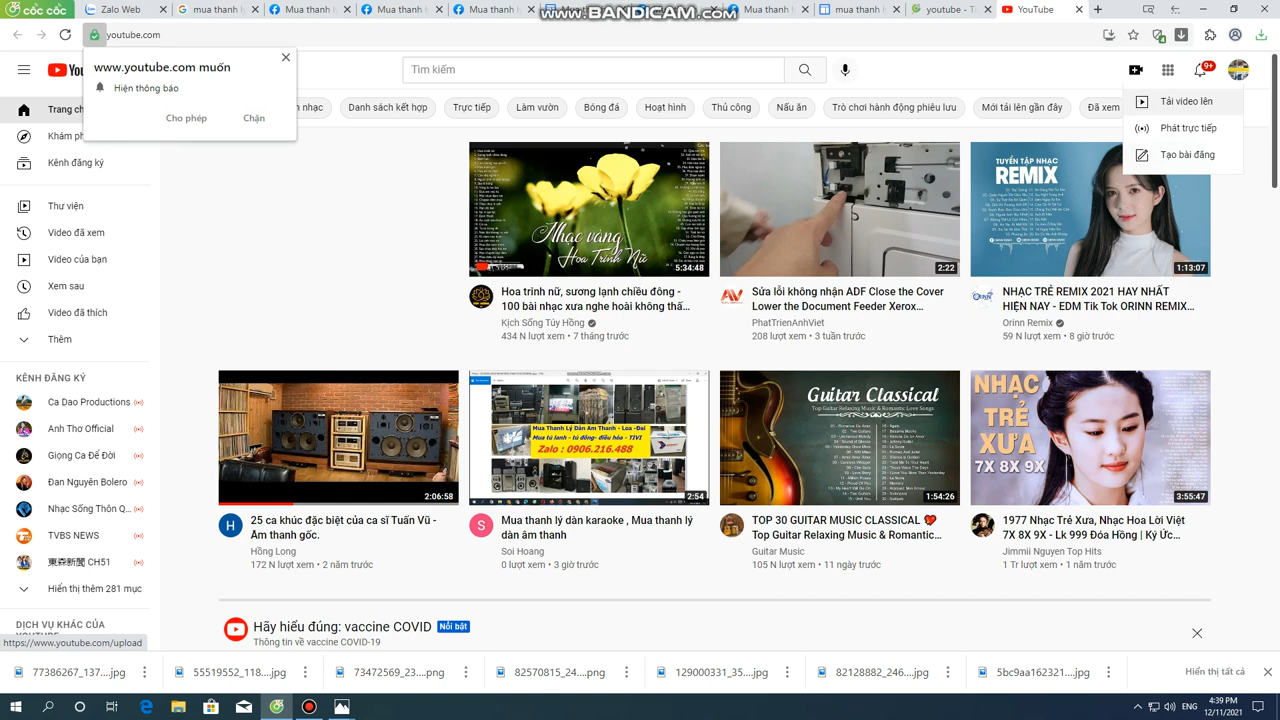 cốc cốc
Zalo Web
mua thanh lý
Mua thanh l
Mua thanh l
Mua thanh
www.BANDICAM.com
youtube - Tì
YouTube
youtube.com
www.youtube.com muốn
Hiện thông báo
Cho phép
Chặn
Tìm kiếm
9+
Trang ch
Khám ph
Kênh đăng ký
Thư viện
Video đã xem
Video của bạn
Xem sau
Video đã thích
Thêm
KÊNH ĐĂNG KÝ
Ca Dao Productions
Anh Thơ Official
Giọng Ca Để Đời
Đan Nguyên Bolero
Nhạc Sống Thôn Q...
TVBS NEWS
東森新聞 CH51
Hiển thị thêm 281 mục
DỊCH VỤ KHÁC CỦA
https://www.youtube.com/upload
n nhạc
Danh sách kết hợp
Trực tiếp
Làm vườn
Bóng đá
Hoạt hình
Thủ công
Nấu ăn
Trò chơi hành động phiêu lưu
Mới tải lên gần đây
Đã xem
Tải video lên
Phát trực tiếp
Tạo bài đăng
Nhạc vàng
Hoa Trinh Nữ
5:34:48
Hoa trinh nữ, sương lạnh chiều đông -
100 bài nhạc xưa nghe hoài không thấ...
Kịch Sống Túy Hồng
434 N lượt xem • 7 tháng trước
2:22
Sửa lỗi không nhận ADF Close the Cover
Lower the Document Feeder Xerox...
PhatTrienAnhViet
208 lượt xem • 3 tuần trước
TUYỂN TẬP NHẠC
REMIX
1:13:07
NHẠC TRẺ REMIX 2021 HAY NHẤT
HIỆN NAY - EDM Tik Tok ORINN REMIX...
Orinn Remix
59 N lượt xem • 8 giờ trước
2:06:58
H
25 ca khúc đặc biệt của ca sĩ Tuấn Vũ -
Âm thanh gốc.
Hồng Long
172 N lượt xem • 2 năm trước
Mua Thanh Lý Dàn Âm Thanh - Loa -Đài
Mua tủ lanh - tủ đông- điều hòa - TIVI
Zalo : 0906.216.488
2:54
S
Mua thanh lý dàn karaoke , Mua thanh lý
dàn âm thanh
Soi Hoang
0 lượt xem • 3 giờ trước
Guitar Classical
Top Guitar Relaxing Music & Romantic Love Songs
1:54:26
TOP 30 GUITAR MUSIC CLASSICAL 💖
Top Guitar Relaxing Music & Romantic...
Guitar Music
105 N lượt xem • 11 ngày trước
NHẠC
TRẺ
XƯA
7X 8X 9X
3:55:47
1977 Nhạc Trẻ Xưa, Nhạc Hoa Lời Việt
7X 8X 9X - Lk 999 Đóa Hồng | Ký Ức...
Jimmii Nguyen Top Hits
1 Tr lượt xem • 1 năm trước
Hãy hiểu đúng: vaccine COVID
Nổi bật
Thông tin về vaccine COVID-19
77386267_137....jpg
55519552_118....jpg
73472569_23....png
82570815_24....png
129000331_35....jpg
82128882_246....jpg
5bc9aa162321....jpg
Hiển thị tất cả
ENG
4:39 PM
12/11/2021